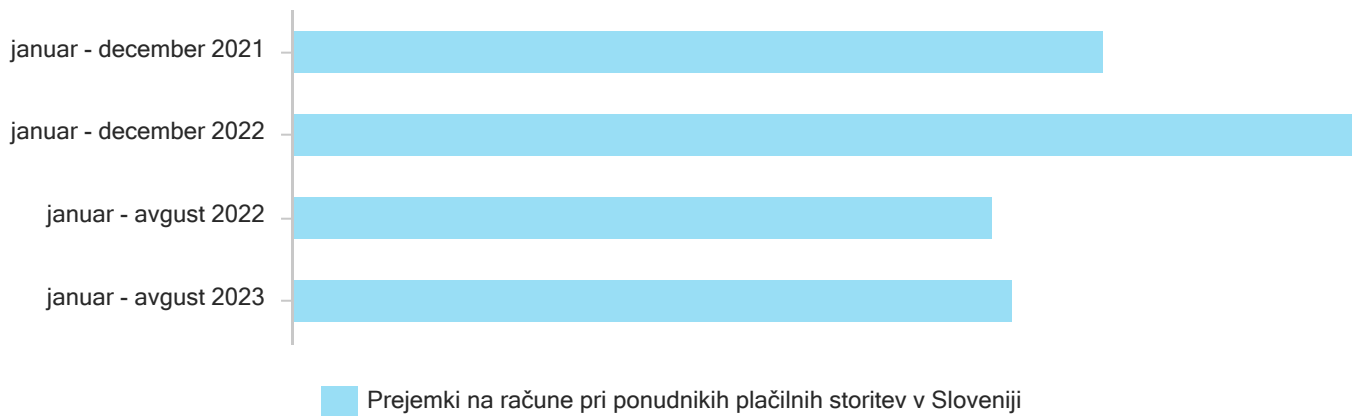 januar - december 2021
januar - december 2022
januar - avgust 2022
januar - avgust 2023
Prejemki na račune pri ponudnikih plačilnih storitev v Sloveniji